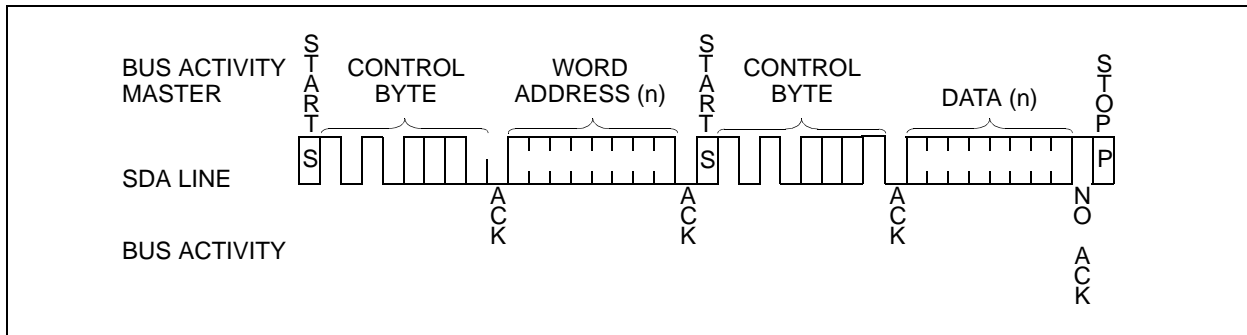 BUS ACTIVITY
MASTER
START
CONTROL
BYTE
WORD
ADDRESS (n)
START
CONTROL
BYTE
DATA (n)
STOP
SDA LINE
S
S
P
BUS ACTIVITY
ACK
ACK
ACK
NO ACK